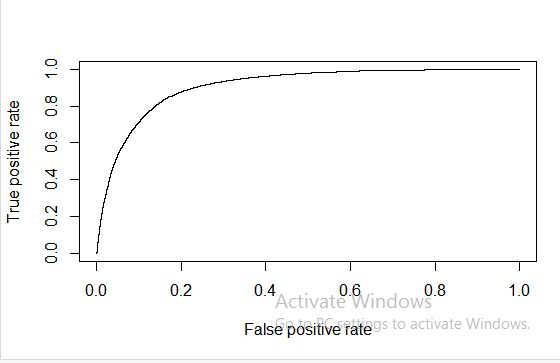 True positive rate
1.0
0.8
0.6
0.4
0.2
0.0
0.0 0.2 0.4 0.6 0.8 1.0
Activate Windows
False positive rate
Go to PC settings to activate Windows.